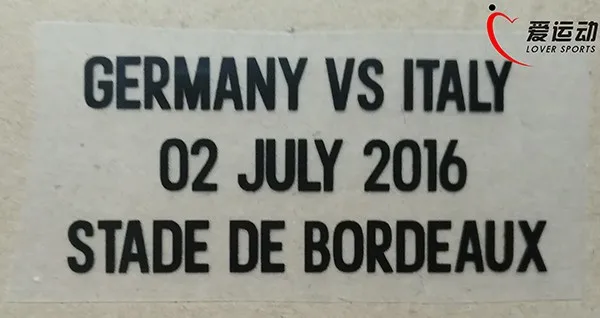 爱运动
LOVER SPORTS
GERMANY VS ITALY
02 JULY 2016
STADE DE BORDEAUX